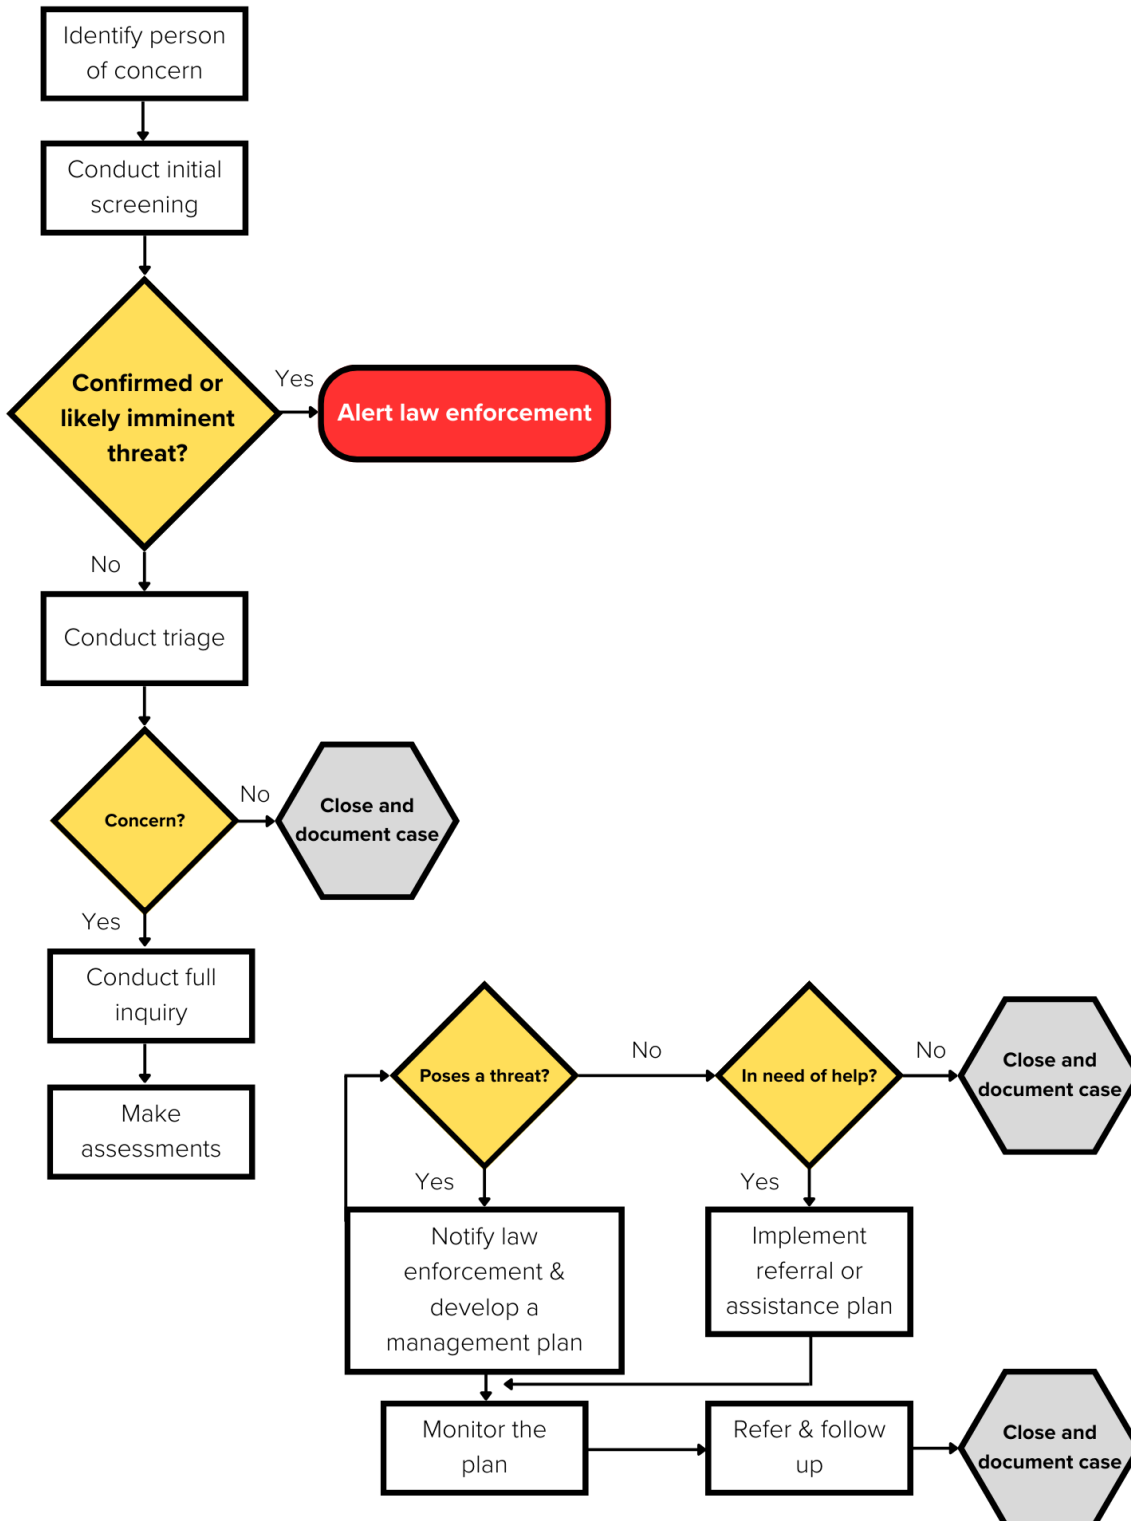 Identify person
of concern
Conduct initial
screening
Confirmed or
likely imminent
threat?
Yes
Alert law enforcement
No
Conduct triage
Concern?
No
Close and
document case
Yes
Conduct full
inquiry
Make
assessments
Poses a threat?
No
In need of help?
No
Close and
document case
Yes
Notify law
enforcement &
develop a
management plan
Yes
Implement
referral or
assistance plan
Monitor the
plan
Refer & follow
up
Close and
document case